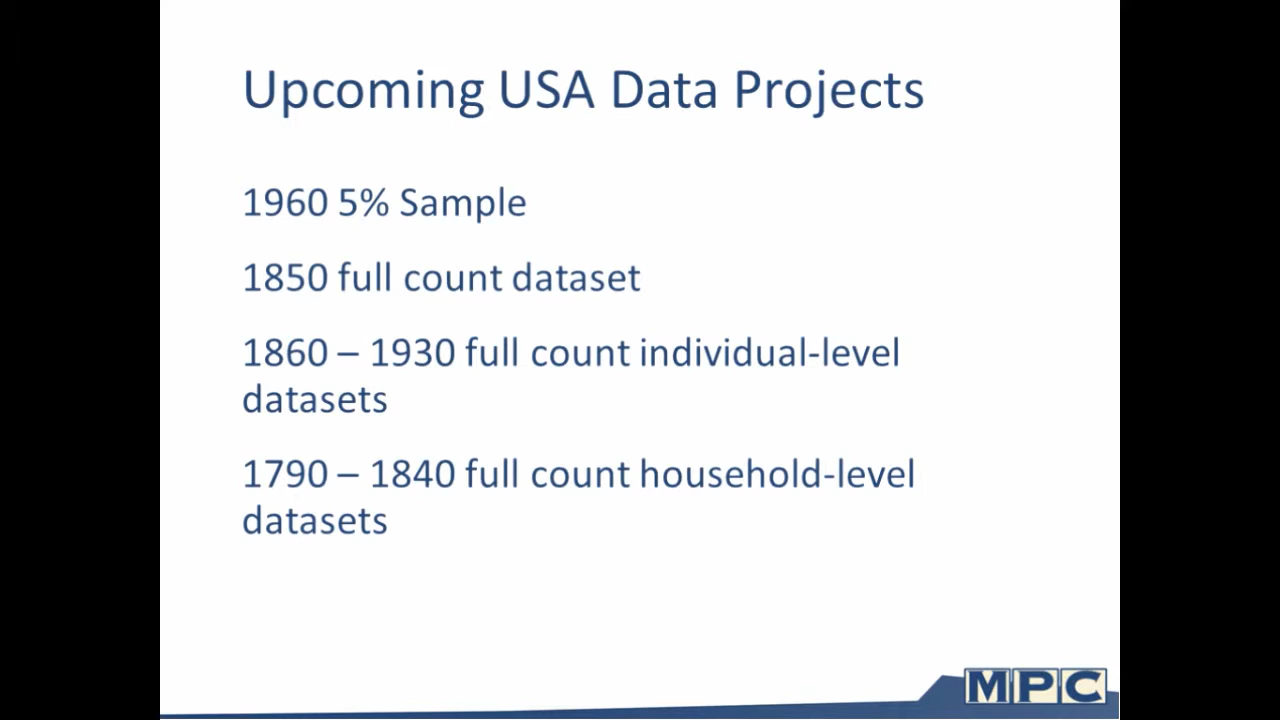 Upcoming USA Data Projects
1960 5% Sample
1850 full count dataset
1860 – 1930 full count individual-level
datasets
1790 – 1840 full count household-level
datasets
MPC